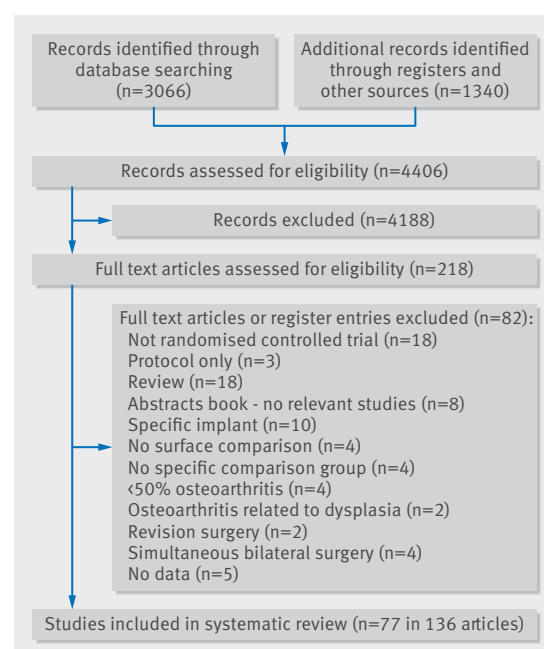 Records identified through
database searching
(n=3066)
Additional records identified
through registers and
other sources (n=1340)
Records assessed for eligibility (n=4406)
Records excluded (n=4188)
Full text articles assessed for eligibility (n=218)
Full text articles or register entries excluded (n=82):
Not randomised controlled trial (n=18)
Protocol only (n=3)
Review (n=18)
Abstracts book - no relevant studies (n=8)
Specific implant (n=10)
No surface comparison (n=4)
No specific comparison group (n=4)
<50% osteoarthritis (n=4)
Osteoarthritis related to dysplasia (n=2)
Revision surgery (n=2)
Simultaneous bilateral surgery (n=4)
No data (n=5)
Studies included in systematic review (n=77 in 136 articles)